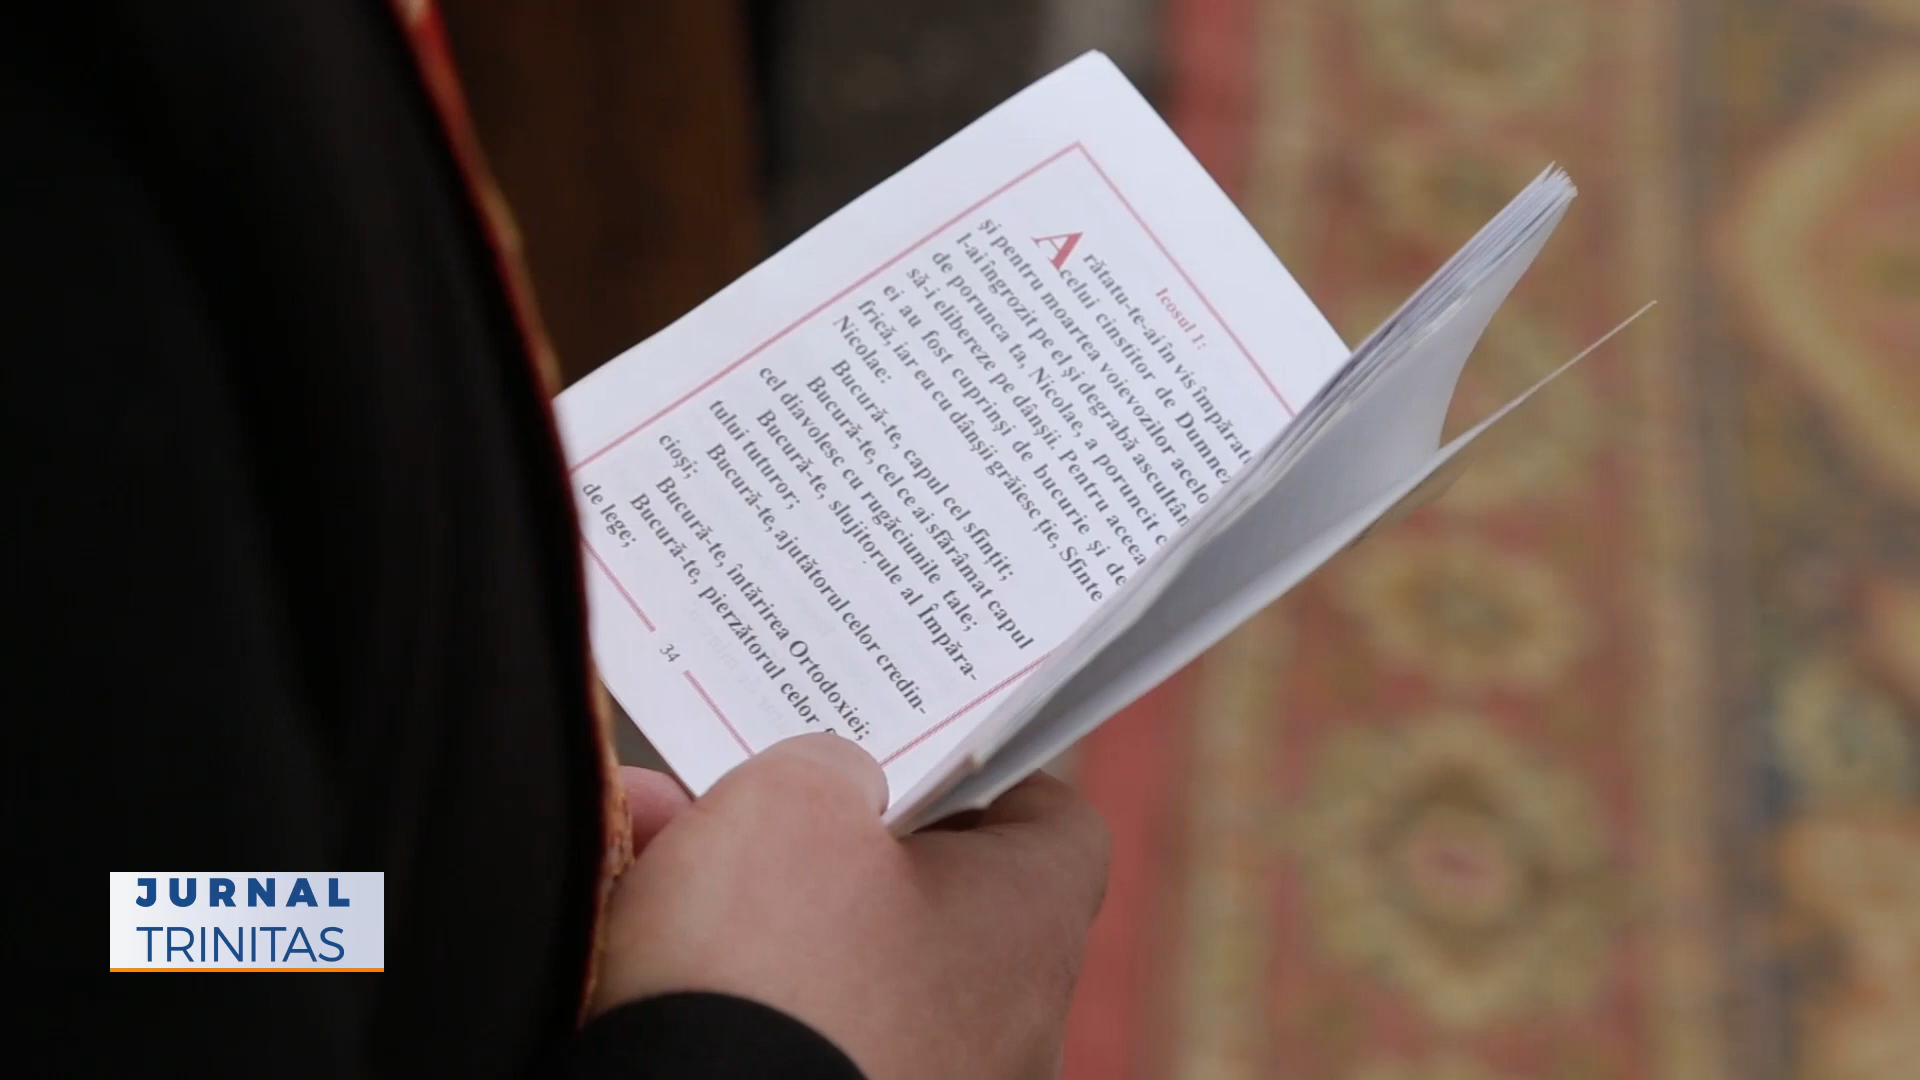 Icosul 1:
Arătatu-te-ai în vis împărat
celui cinstitor de Dumne
și pentru moartea voievozilor acelo
l-ai îngrozit pe el și degrabă ascultân
de porunca ta, Nicolae, a poruncit c
să-i elibereze pe dânșii. Pentru aceea
ei au fost cuprinși de bucurie și de
frică, iar eu cu dânșii grăiesc ție, Sfinte
Nicolae:
Bucură-te, capul cel sfințit;
Bucură-te, cel ce ai sfărâmat capul
cel diavolesc cu rugăciunile tale;
Bucură-te, slujitorule al Împăra-
tului tuturor;
Bucură-te, ajutătorul celor credin-
cioși;
Bucură-te, întărirea Ortodoxiei;
Bucură-te, pierzătorul celor
de lege;
34
JURNAL
TRINITAS